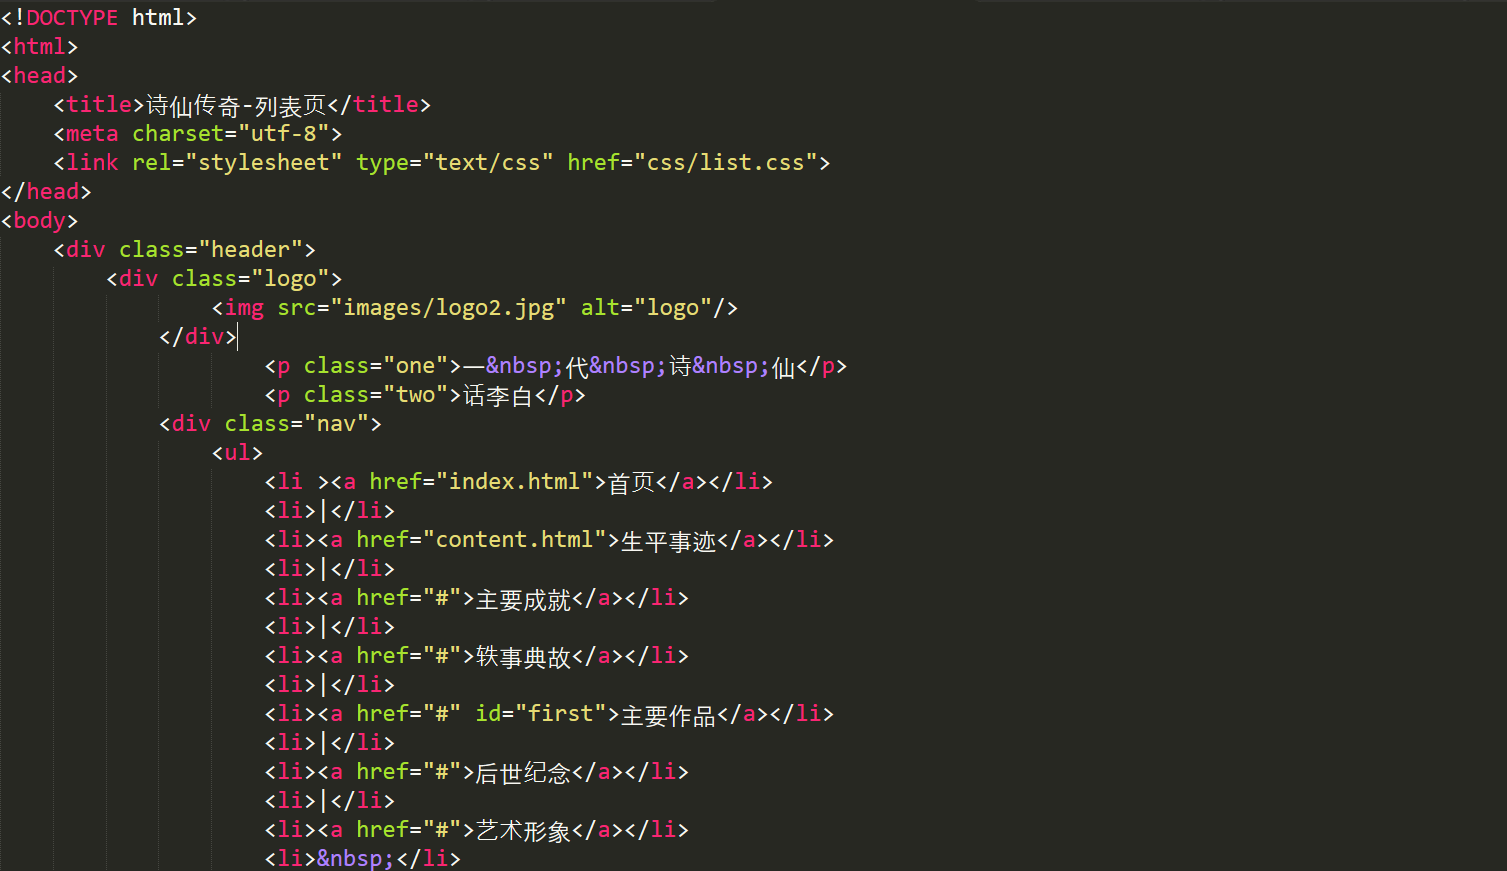 <!DOCTYPE html>
<html>
<head>
    <title>诗仙传奇-列表页</title>
    <meta charset="utf-8">
    <link rel="stylesheet" type="text/css" href="css/list.css">
</head>
<body>
    <div class="header">
        <div class="logo">
                <img src="images/logo2.jpg" alt="logo"/>
            </div>
                    <p class="one">一&nbsp;代&nbsp;诗&nbsp;仙</p>
                    <p class="two">话李白</p>
            <div class="nav">
                <ul>
                    <li ><a href="index.html">首页</a></li>
                    <li>|</li>
                    <li><a href="content.html">生平事迹</a></li>
                    <li>|</li>
                    <li><a href="#">主要成就</a></li>
                    <li>|</li>
                    <li><a href="#">轶事典故</a></li>
                    <li>|</li>
                    <li><a href="#" id="first">主要作品</a></li>
                    <li>|</li>
                    <li><a href="#">后世纪念</a></li>
                    <li>|</li>
                    <li><a href="#">艺术形象</a></li>
                    <li>&nbsp;</li>